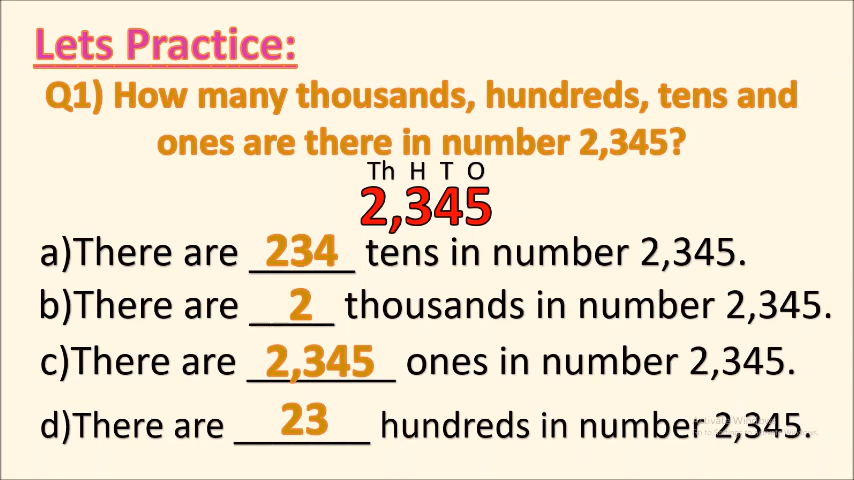 Lets Practice:
Q1) How many thousands, hundreds, tens and
ones are there in number 2,345?
Th H T O
2,345
a)There are 234 tens in number 2,345.
b)There are 2 thousands in number 2,345.
c)There are 2,345 ones in number 2,345.
d)There are 23 hundreds in number 2,345.
Activate Windows